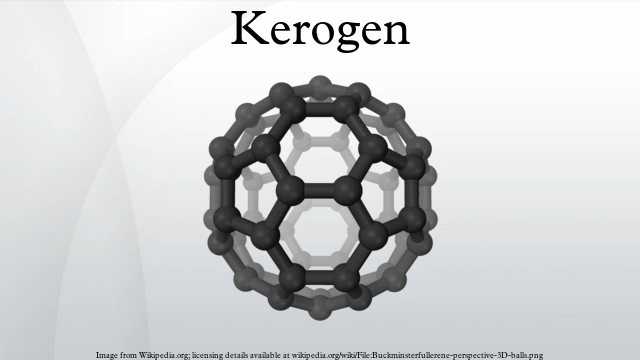 Kerogen
Image from Wikipedia.org; licensing details available at wikipedia.org/wiki/File:Buckminsterfullerene-perspective-3D-balls.png